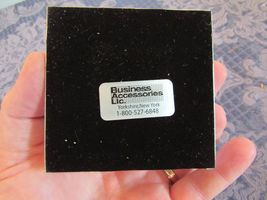 Business
Accessories
Llc.
Yorkshire,New York
1-800-527-6848